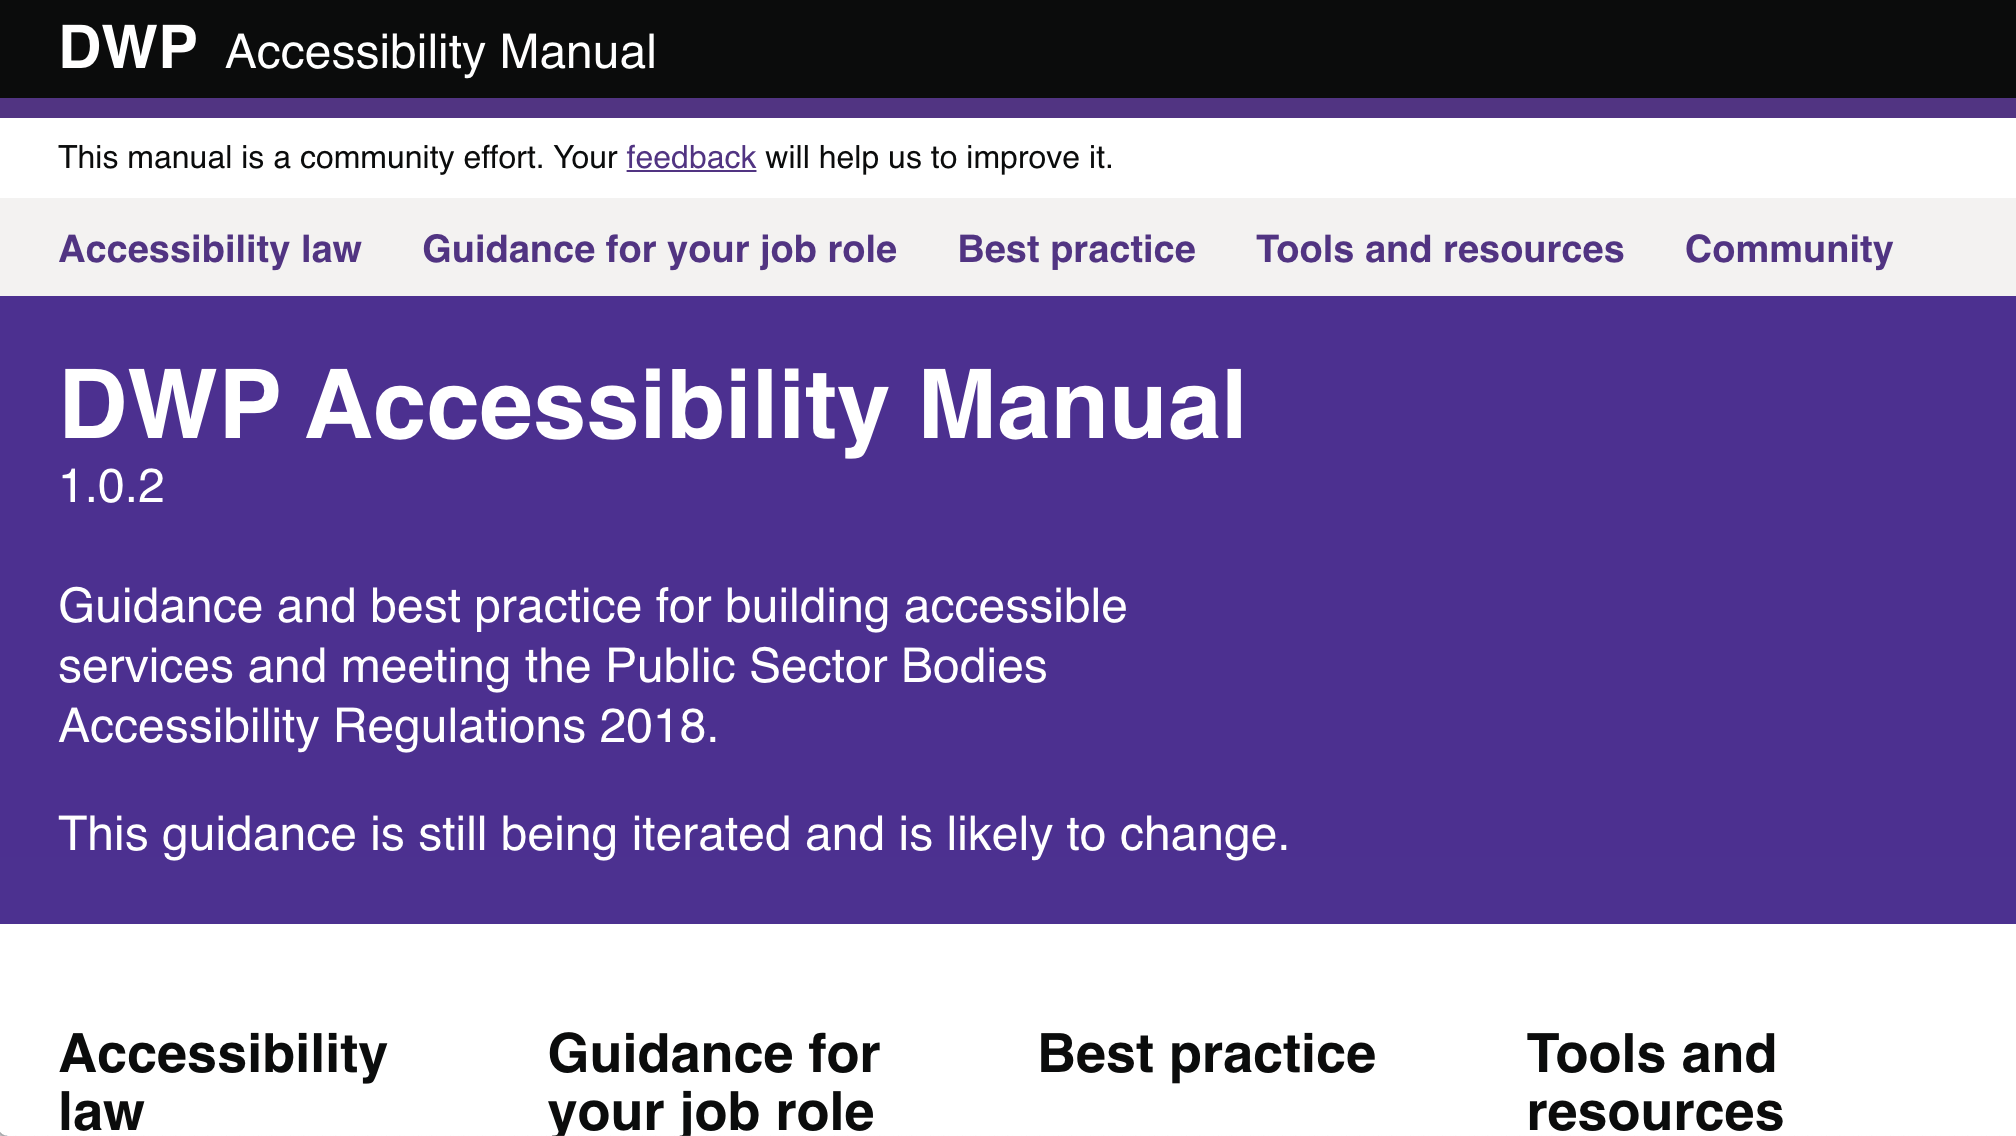 DWP Accessibility Manual
This manual is a community effort. Your feedback will help us to improve it.
Accessibility law Guidance for your job role Best practice Tools and resources Community
DWP Accessibility Manual
1.0.2
Guidance and best practice for building accessible
services and meeting the Public Sector Bodies
Accessibility Regulations 2018.
This guidance is still being iterated and is likely to change.
Accessibility
law
Guidance for
your job role
Best practice
Tools and
resources